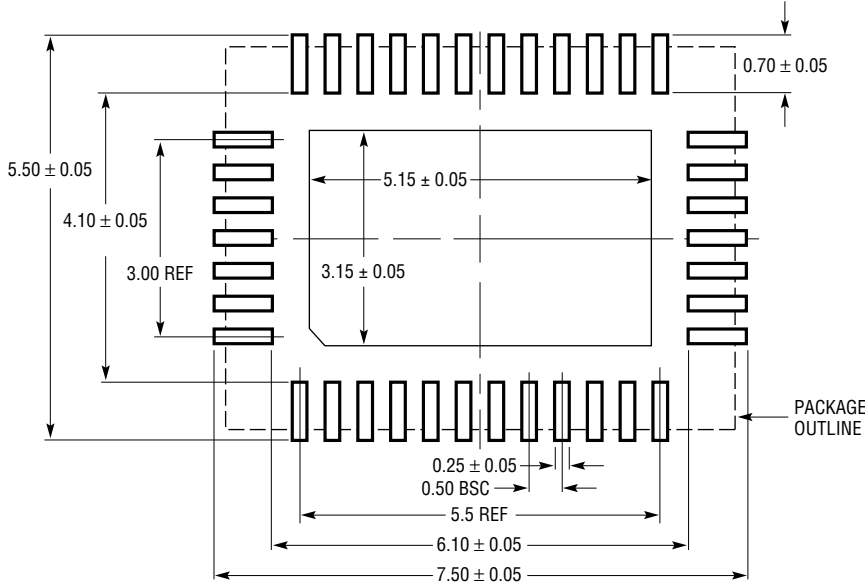 0.70 ± 0.05
5.50 ± 0.05
5.15 ± 0.05
4.10 ± 0.05
3.00 REF
3.15 ± 0.05
PACKAGE
OUTLINE
0.25 ± 0.05
0.50 BSC
5.5 REF
6.10 ± 0.05
7.50 ± 0.05